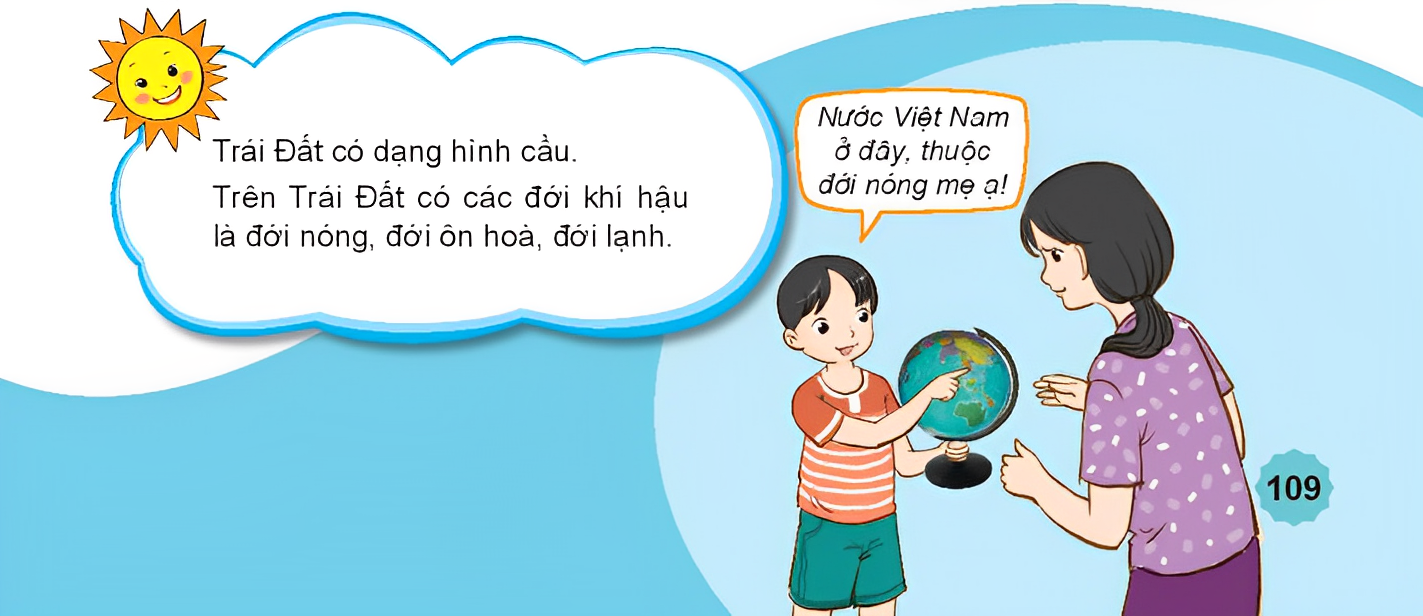 Trái Đất có dạng hình cầu.
Trên Trái Đất có các đới khí hậu
là đới nóng, đới ôn hoà, đới lạnh.
Nước Việt Nam
ở đây, thuộc
đới nóng mẹ ạ!
109